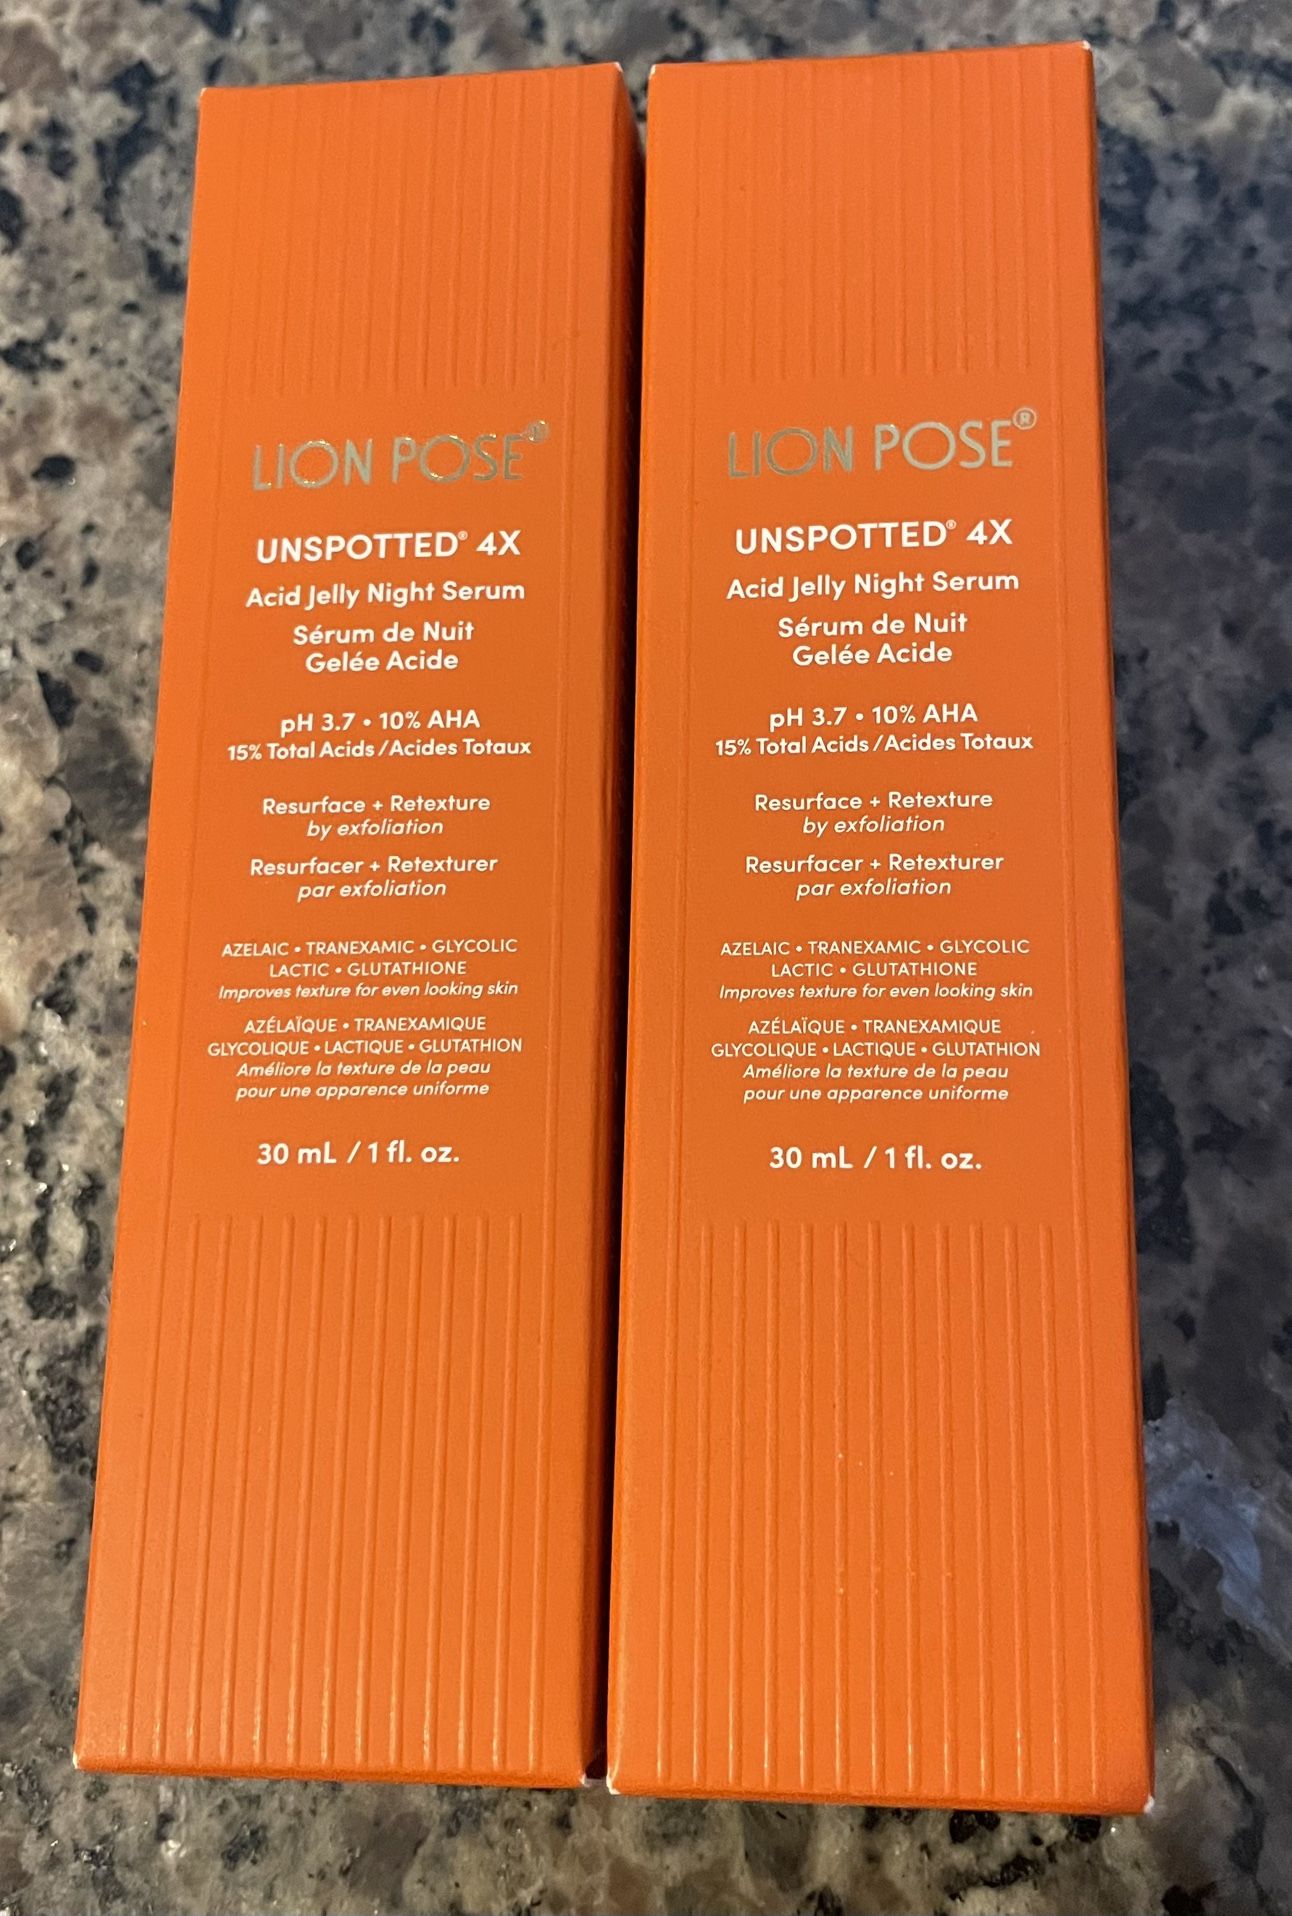 LION POSE®
UNSPOTTED® 4X
Acid Jelly Night Serum
Sérum de Nuit
Gelée Acide
pH 3.7 • 10% AHA
15% Total Acids / Acides Totaux
Resurface + Retexture
by exfoliation
Resurfacer + Retexturer
par exfoliation
AZELAIC • TRANEXAMIC • GLYCOLIC
LACTIC • GLUTATHIONE
Improves texture for even looking skin
AZÉLAÏQUE • TRANEXAMIQUE
GLYCOLIQUE • LACTIQUE • GLUTATHION
Améliore la texture de la peau
pour une apparence uniforme
30 mL / 1 fl. oz.
LION POSE®
UNSPOTTED® 4X
Acid Jelly Night Serum
Sérum de Nuit
Gelée Acide
pH 3.7 • 10% AHA
15% Total Acids / Acides Totaux
Resurface + Retexture
by exfoliation
Resurfacer + Retexturer
par exfoliation
AZELAIC • TRANEXAMIC • GLYCOLIC
LACTIC • GLUTATHIONE
Improves texture for even looking skin
AZÉLAÏQUE • TRANEXAMIQUE
GLYCOLIQUE • LACTIQUE • GLUTATHION
Améliore la texture de la peau
pour une apparence uniforme
30 mL / 1 fl. oz.